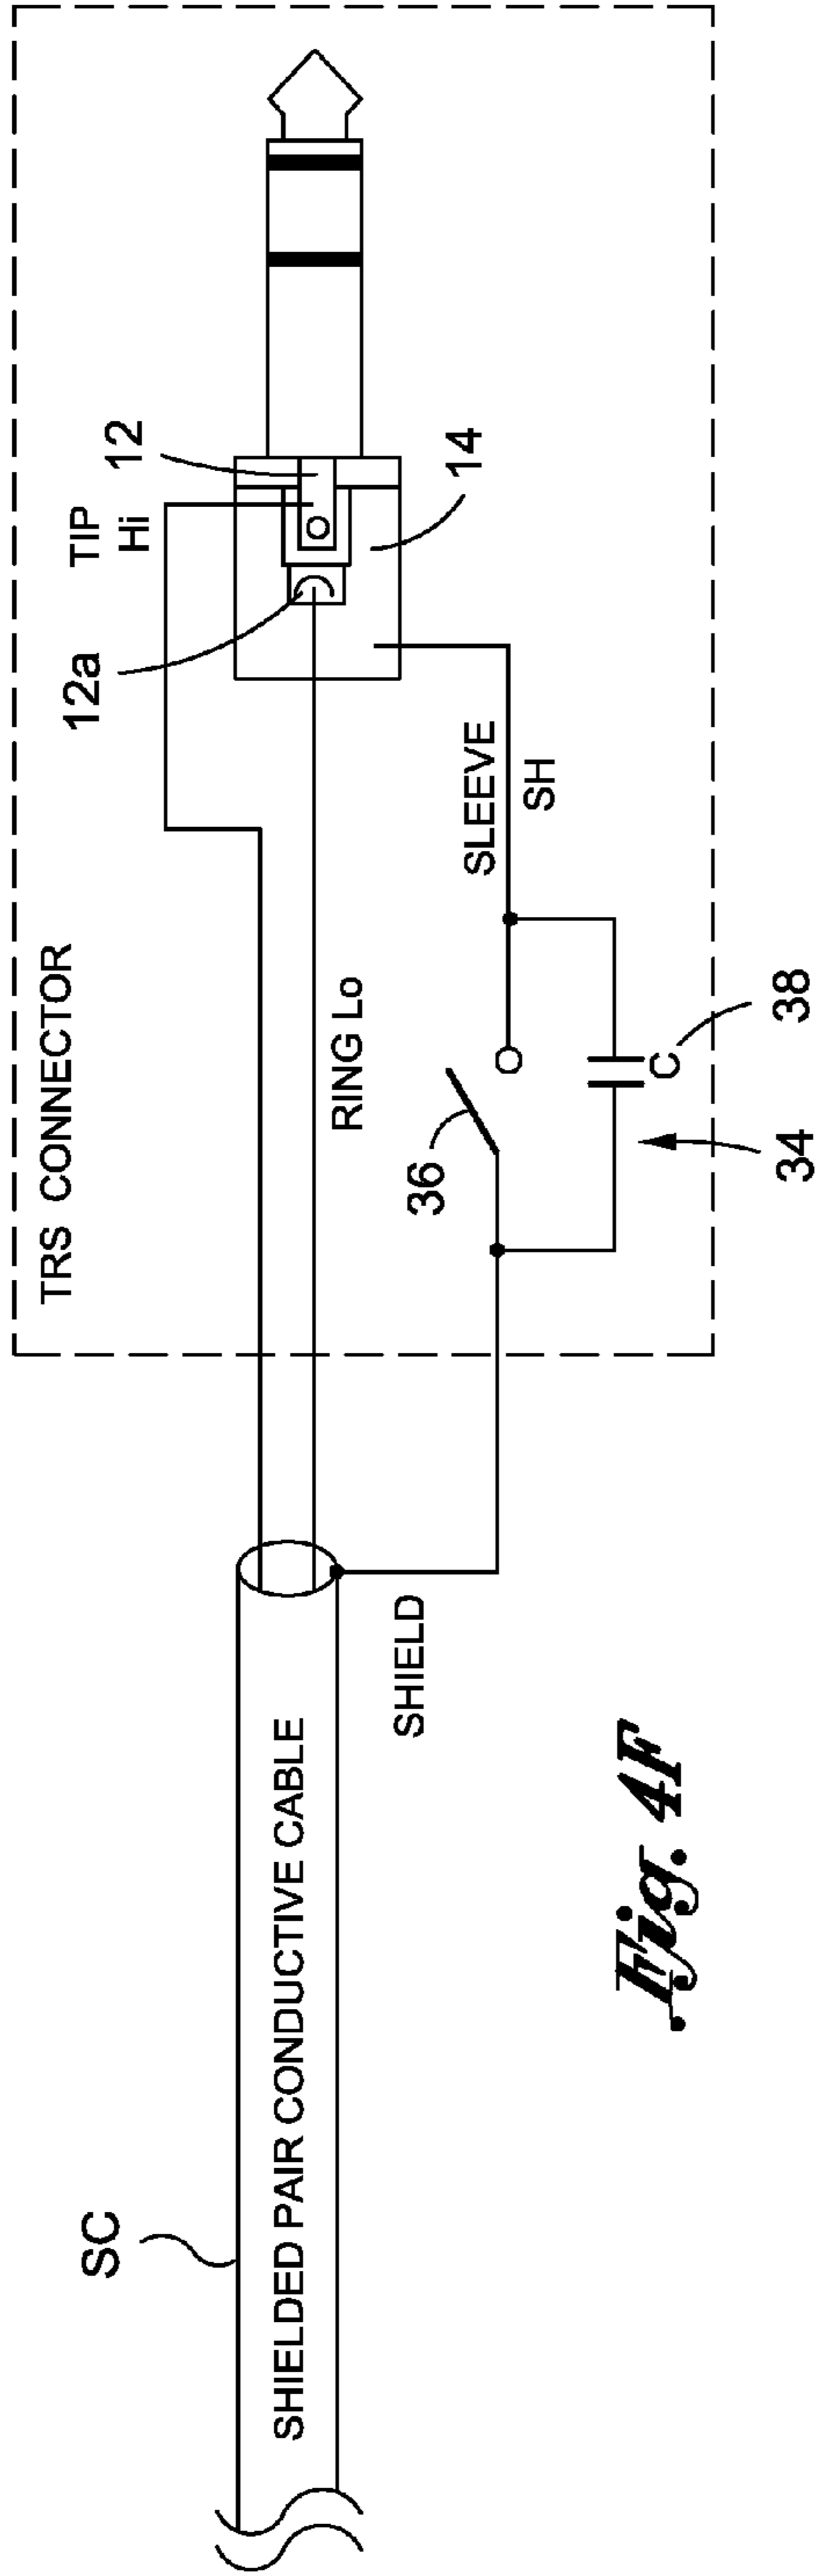 TRS CONNECTOR
TIP
Hi
12
12a
14
RING Lo
SLEEVE
SH
36
C
38
34
SHIELD
SC
SHIELDED PAIR CONDUCTIVE CABLE
Fig. 4F